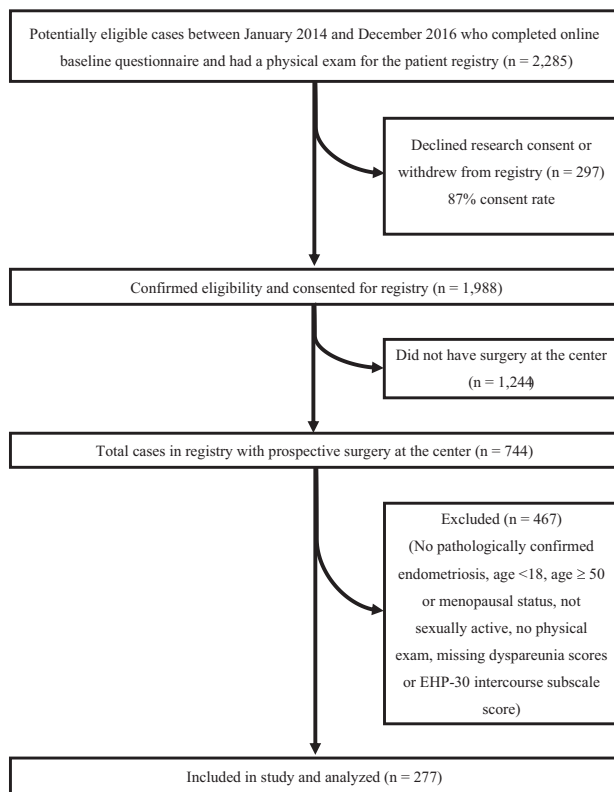 Potentially eligible cases between January 2014 and December 2016 who completed online
baseline questionnaire and had a physical exam for the patient registry (n = 2,285)
Declined research consent or
withdrew from registry (n = 297)
87% consent rate
Confirmed eligibility and consented for registry (n = 1,988)
Did not have surgery at the center
(n = 1,244)
Total cases in registry with prospective surgery at the center (n = 744)
Excluded (n = 467)
(No pathologically confirmed
endometriosis, age <18, age ≥ 50
or menopausal status, not
sexually active, no physical
exam, missing dyspareunia scores
or EHP-30 intercourse subscale
score)
Included in study and analyzed (n = 277)